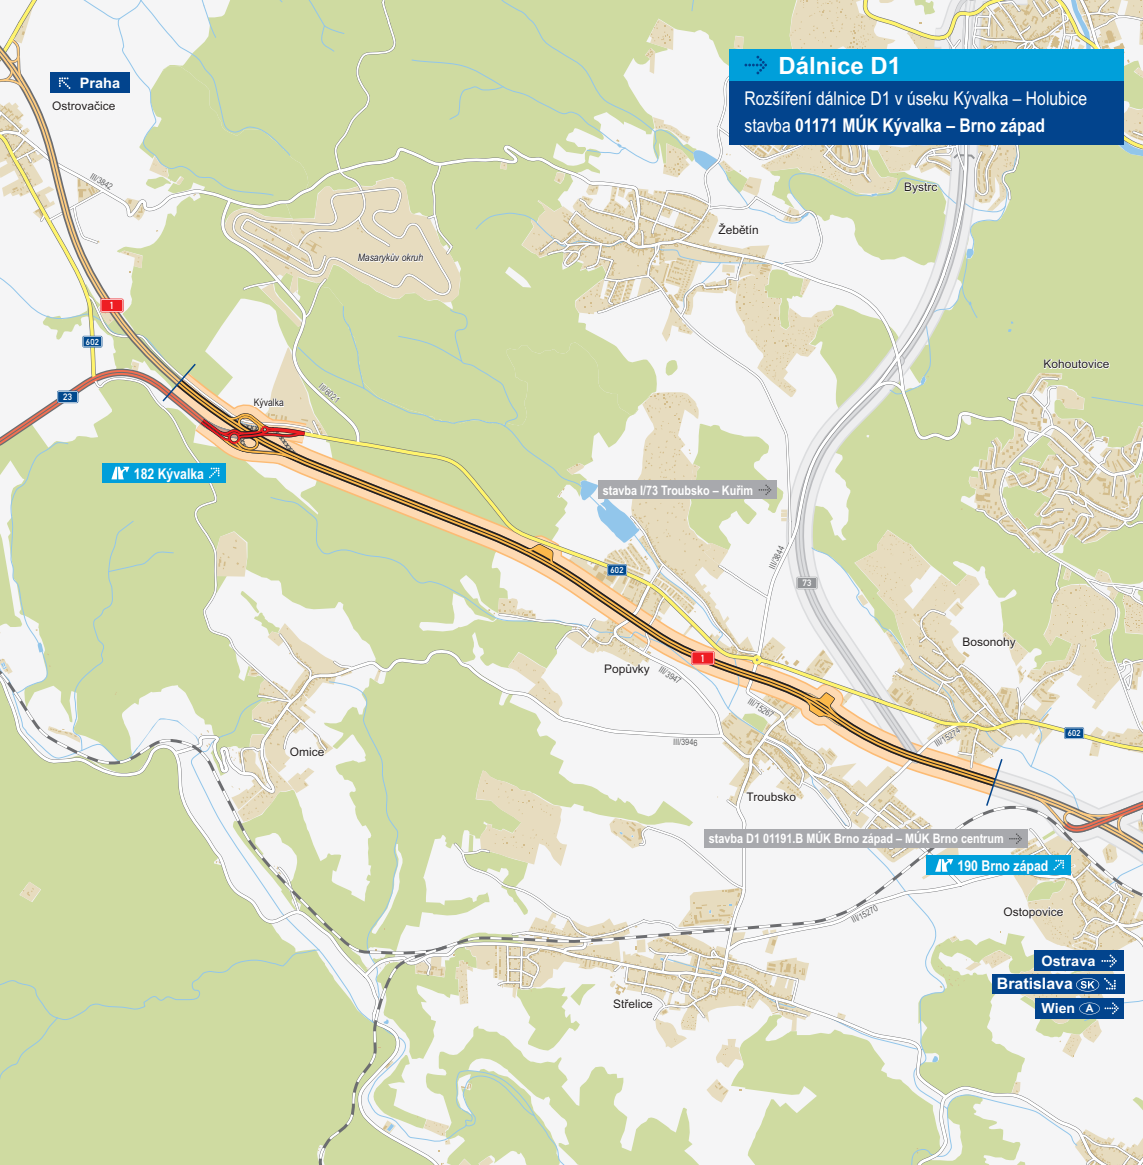 Dálnice D1
Rozšíření dálnice D1 v úseku Kývalka – Holubice
stavba 01171 MÚK Kývalka – Brno západ
Praha
Ostrovačice
III/3842
Bystrc
Žebětín
Masarykův okruh
1
602
Kohoutovice
23
Kývalka
III/6021
182 Kývalka
stavba I/73 Troubsko – Kuřim
III/3844
602
73
Bosonohy
1
Popůvky
III/3947
III/15267
602
III/3946
III/15274
Omice
Troubsko
stavba D1 01191.B MÚK Brno západ – MÚK Brno centrum
190 Brno západ
Ostopovice
III/15270
Ostrava
Bratislava SK
Střelice
Wien A